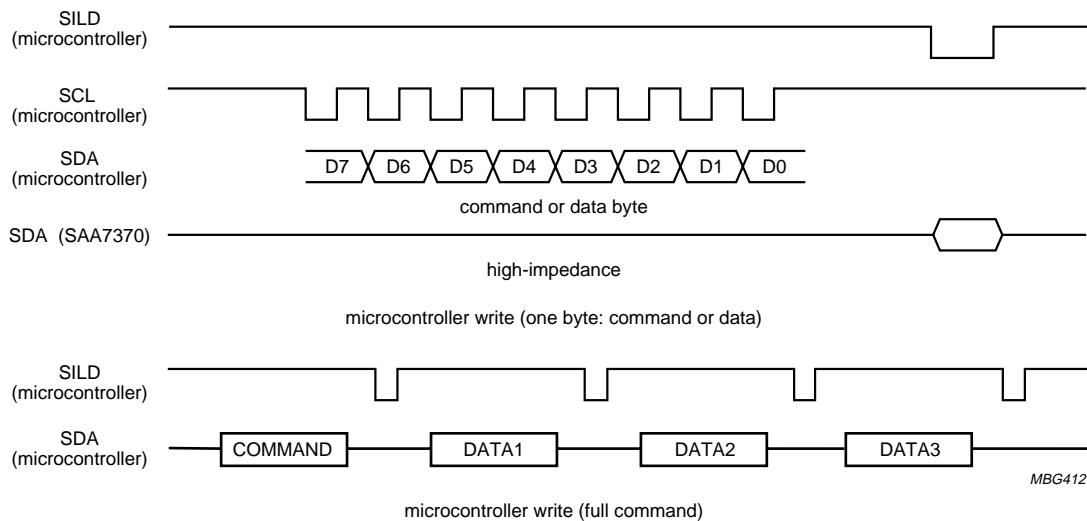 SILD
(microcontroller)
SCL
(microcontroller)
SDA
(microcontroller)
D7 D6 D5 D4 D3 D2 D1 D0
command or data byte
SDA (SAA7370)
high-impedance
microcontroller write (one byte: command or data)
SILD
(microcontroller)
SDA
(microcontroller)
COMMAND DATA1 DATA2 DATA3
MBG412
microcontroller write (full command)